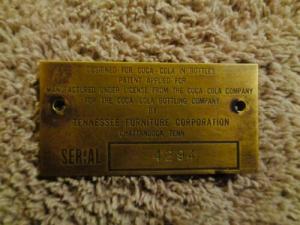 DESIGNED FOR COCA-COLA IN BOTTLES
PATENT APPLIED FOR
MANUFACTURED UNDER LICENSE FROM THE COCA COLA COMPANY
FOR THE COCA COLA BOTTLING COMPANY
BY
TENNESSEE FURNITURE CORPORATION
CHATTANOOGA, TENN.
SERIAL 4294